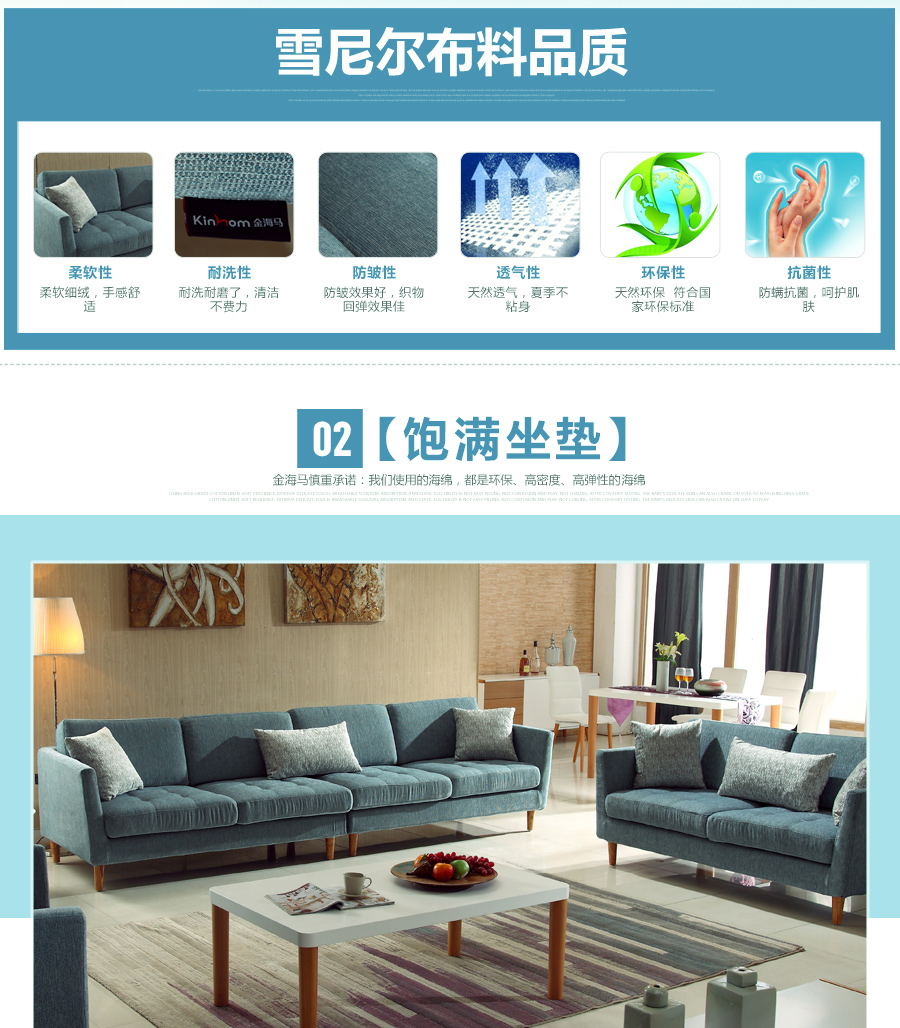 雪尼尔布料品质
Kinhom 金海马
柔软性
柔软细绒，手感舒
适
耐洗性
耐洗耐磨了，清洁
不费力
防皱性
防皱效果好，织物
回弹效果佳
透气性
天然透气，夏季不
粘身
环保性
天然环保 符合国
家环保标准
抗菌性
防螨抗菌，呵护肌
肤
02【饱满坐垫】
金海马慎重承诺：我们使用的海绵，都是环保、高密度、高弹性的海绵